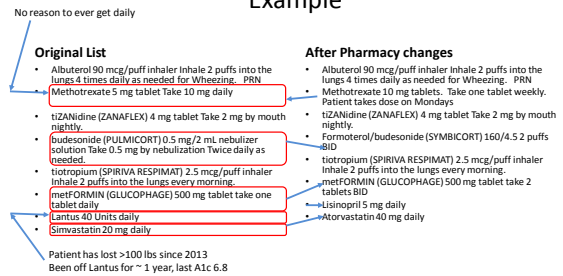 Example
No reason to ever get daily
Original List
• Albuterol 90 mcg/puff inhaler Inhale 2 puffs into the
lungs 4 times daily as needed for Wheezing. PRN
• Methotrexate 5 mg tablet Take 10 mg daily
• tiZANidine (ZANAFLEX) 4 mg tablet Take 2 mg by mouth
nightly.
• budesonide (PULMICORT) 0.5 mg/2 mL nebulizer
solution Take 0.5 mg by nebulization Twice daily as
needed.
• tiotropium (SPIRIVA RESPIMAT) 2.5 mcg/puff inhaler
Inhale 2 puffs into the lungs every morning.
• metFORMIN (GLUCOPHAGE) 500 mg tablet take one
tablet daily
• Lantus 40 Units daily
• Simvastatin 20 mg daily
Patient has lost >100 lbs since 2013
Been off Lantus for ~ 1 year, last A1c 6.8
After Pharmacy changes
• Albuterol 90 mcg/puff inhaler Inhale 2 puffs into the
lungs 4 times daily as needed for Wheezing. PRN
• Methotrexate 10 mg tablets. Take one tablet weekly.
Patient takes dose on Mondays
• tiZANidine (ZANAFLEX) 4 mg tablet Take 2 mg by mouth
nightly.
• Formoterol/budesonide (SYMBICORT) 160/4.5 2 puffs
BID
• tiotropium (SPIRIVA RESPIMAT) 2.5 mcg/puff inhaler
Inhale 2 puffs into the lungs every morning.
• metFORMIN (GLUCOPHAGE) 500 mg tablet take 2
tablets BID
• Lisinopril 5 mg daily
• Atorvastatin 40 mg daily